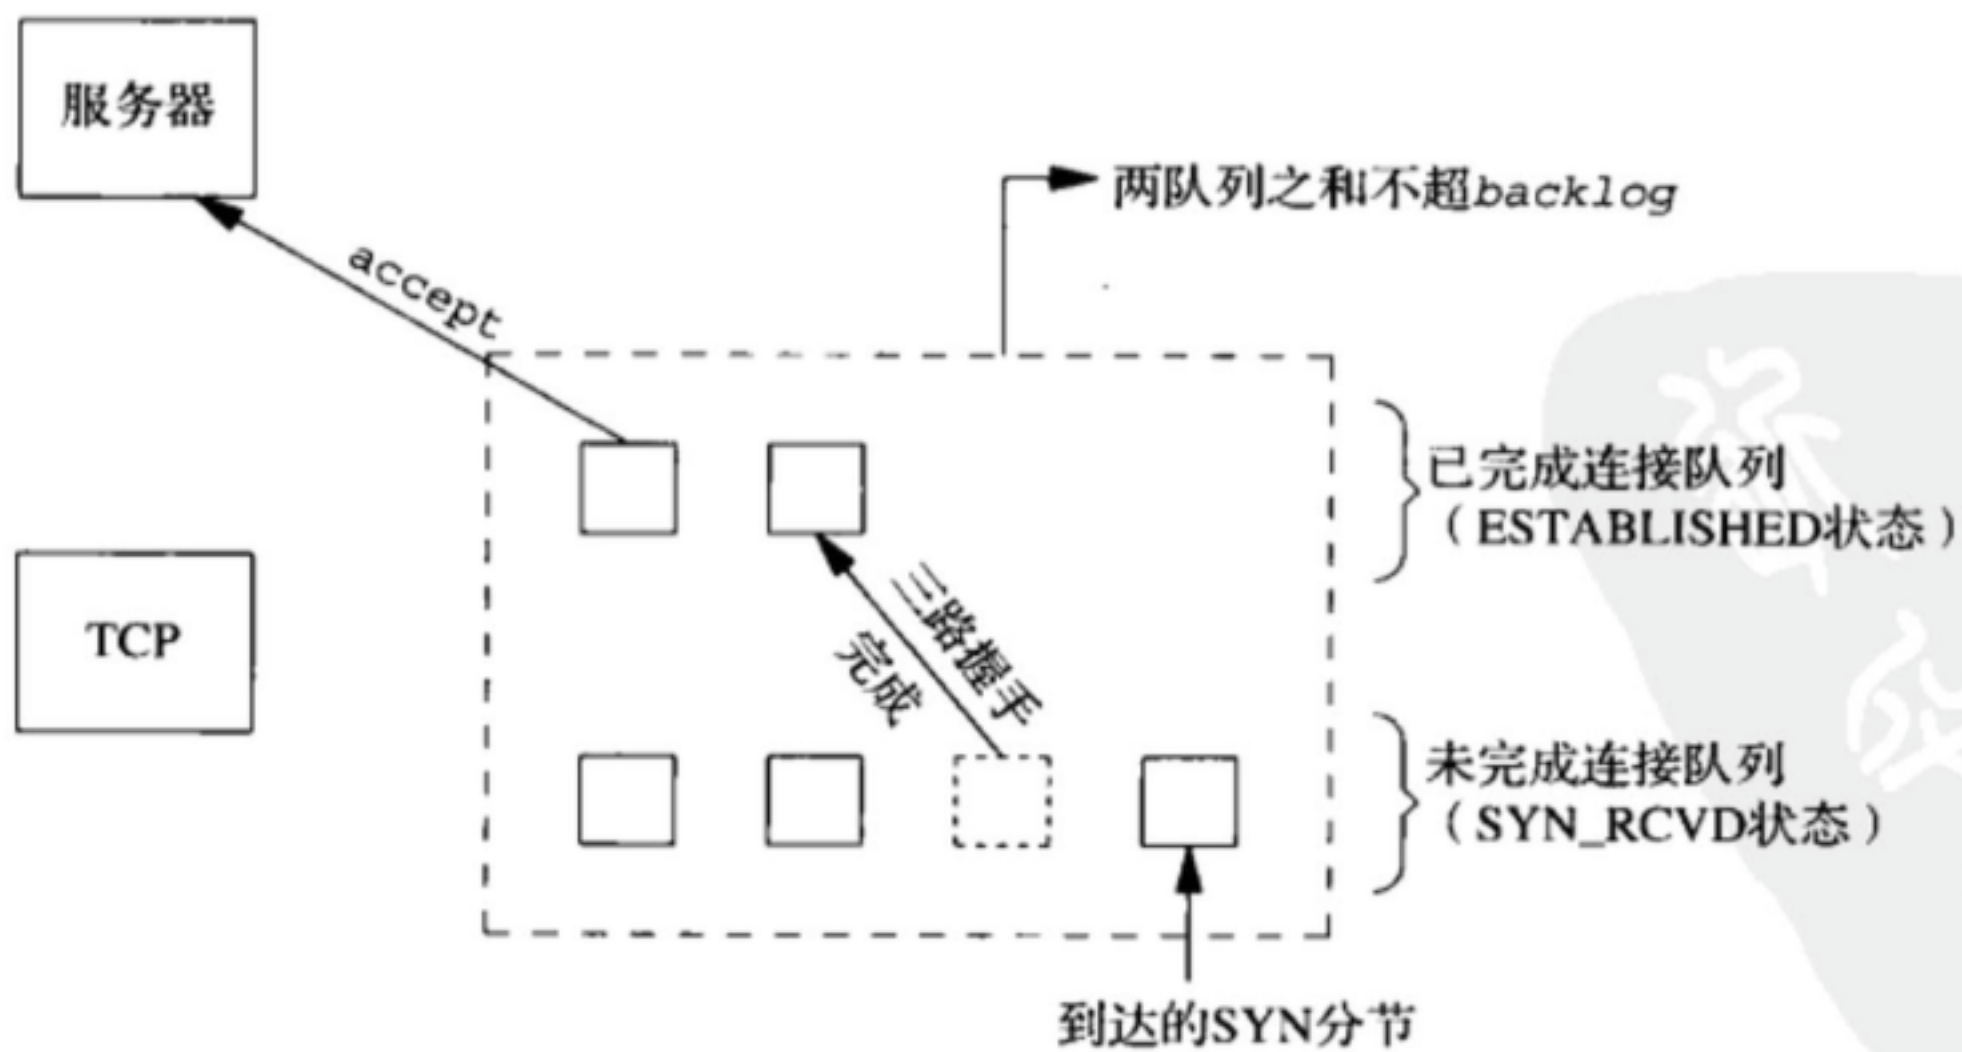 服务器
两队列之和不超backlog
accept
已完成连接队列
（ESTABLISHED状态）
三路握手
完成
TCP
未完成连接队列
（SYN_RCVD状态）
到达的SYN分节